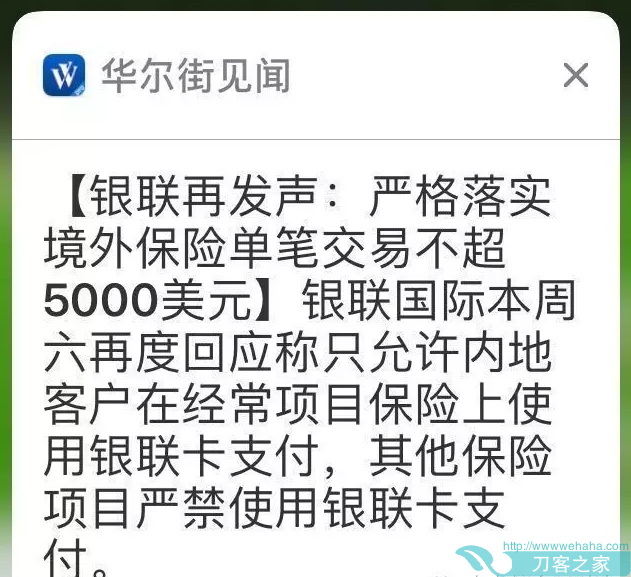 华尔街见闻
【银联再发声：严格落实
境外保险单笔交易不超
5000美元】银联国际本周
六再度回应称只允许内地
客户在经常项目保险上使
用银联卡支付，其他保险
项目严禁使用银联卡支
付。
http://wwwwehaha.com
刀客之家